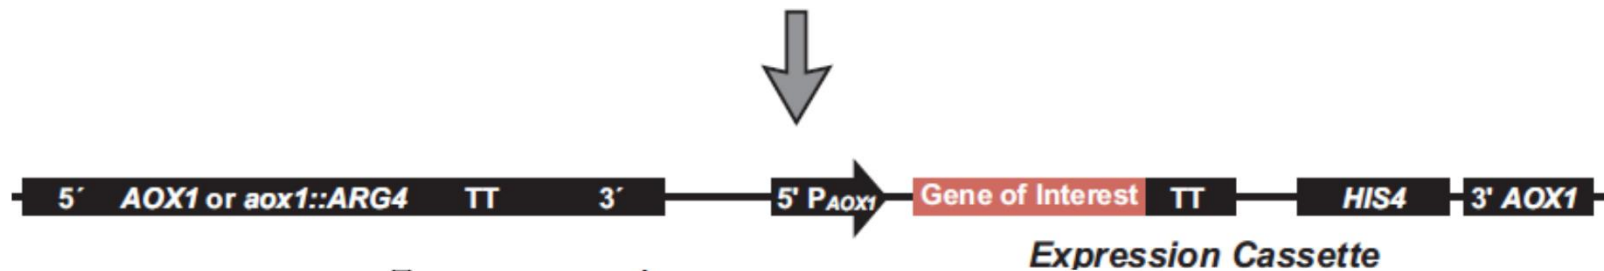 5´ AOX1 or aox1::ARG4 TT 3´ 5' PAOX1 Gene of Interest TT HIS4 3' AOX1
Expression Cassette